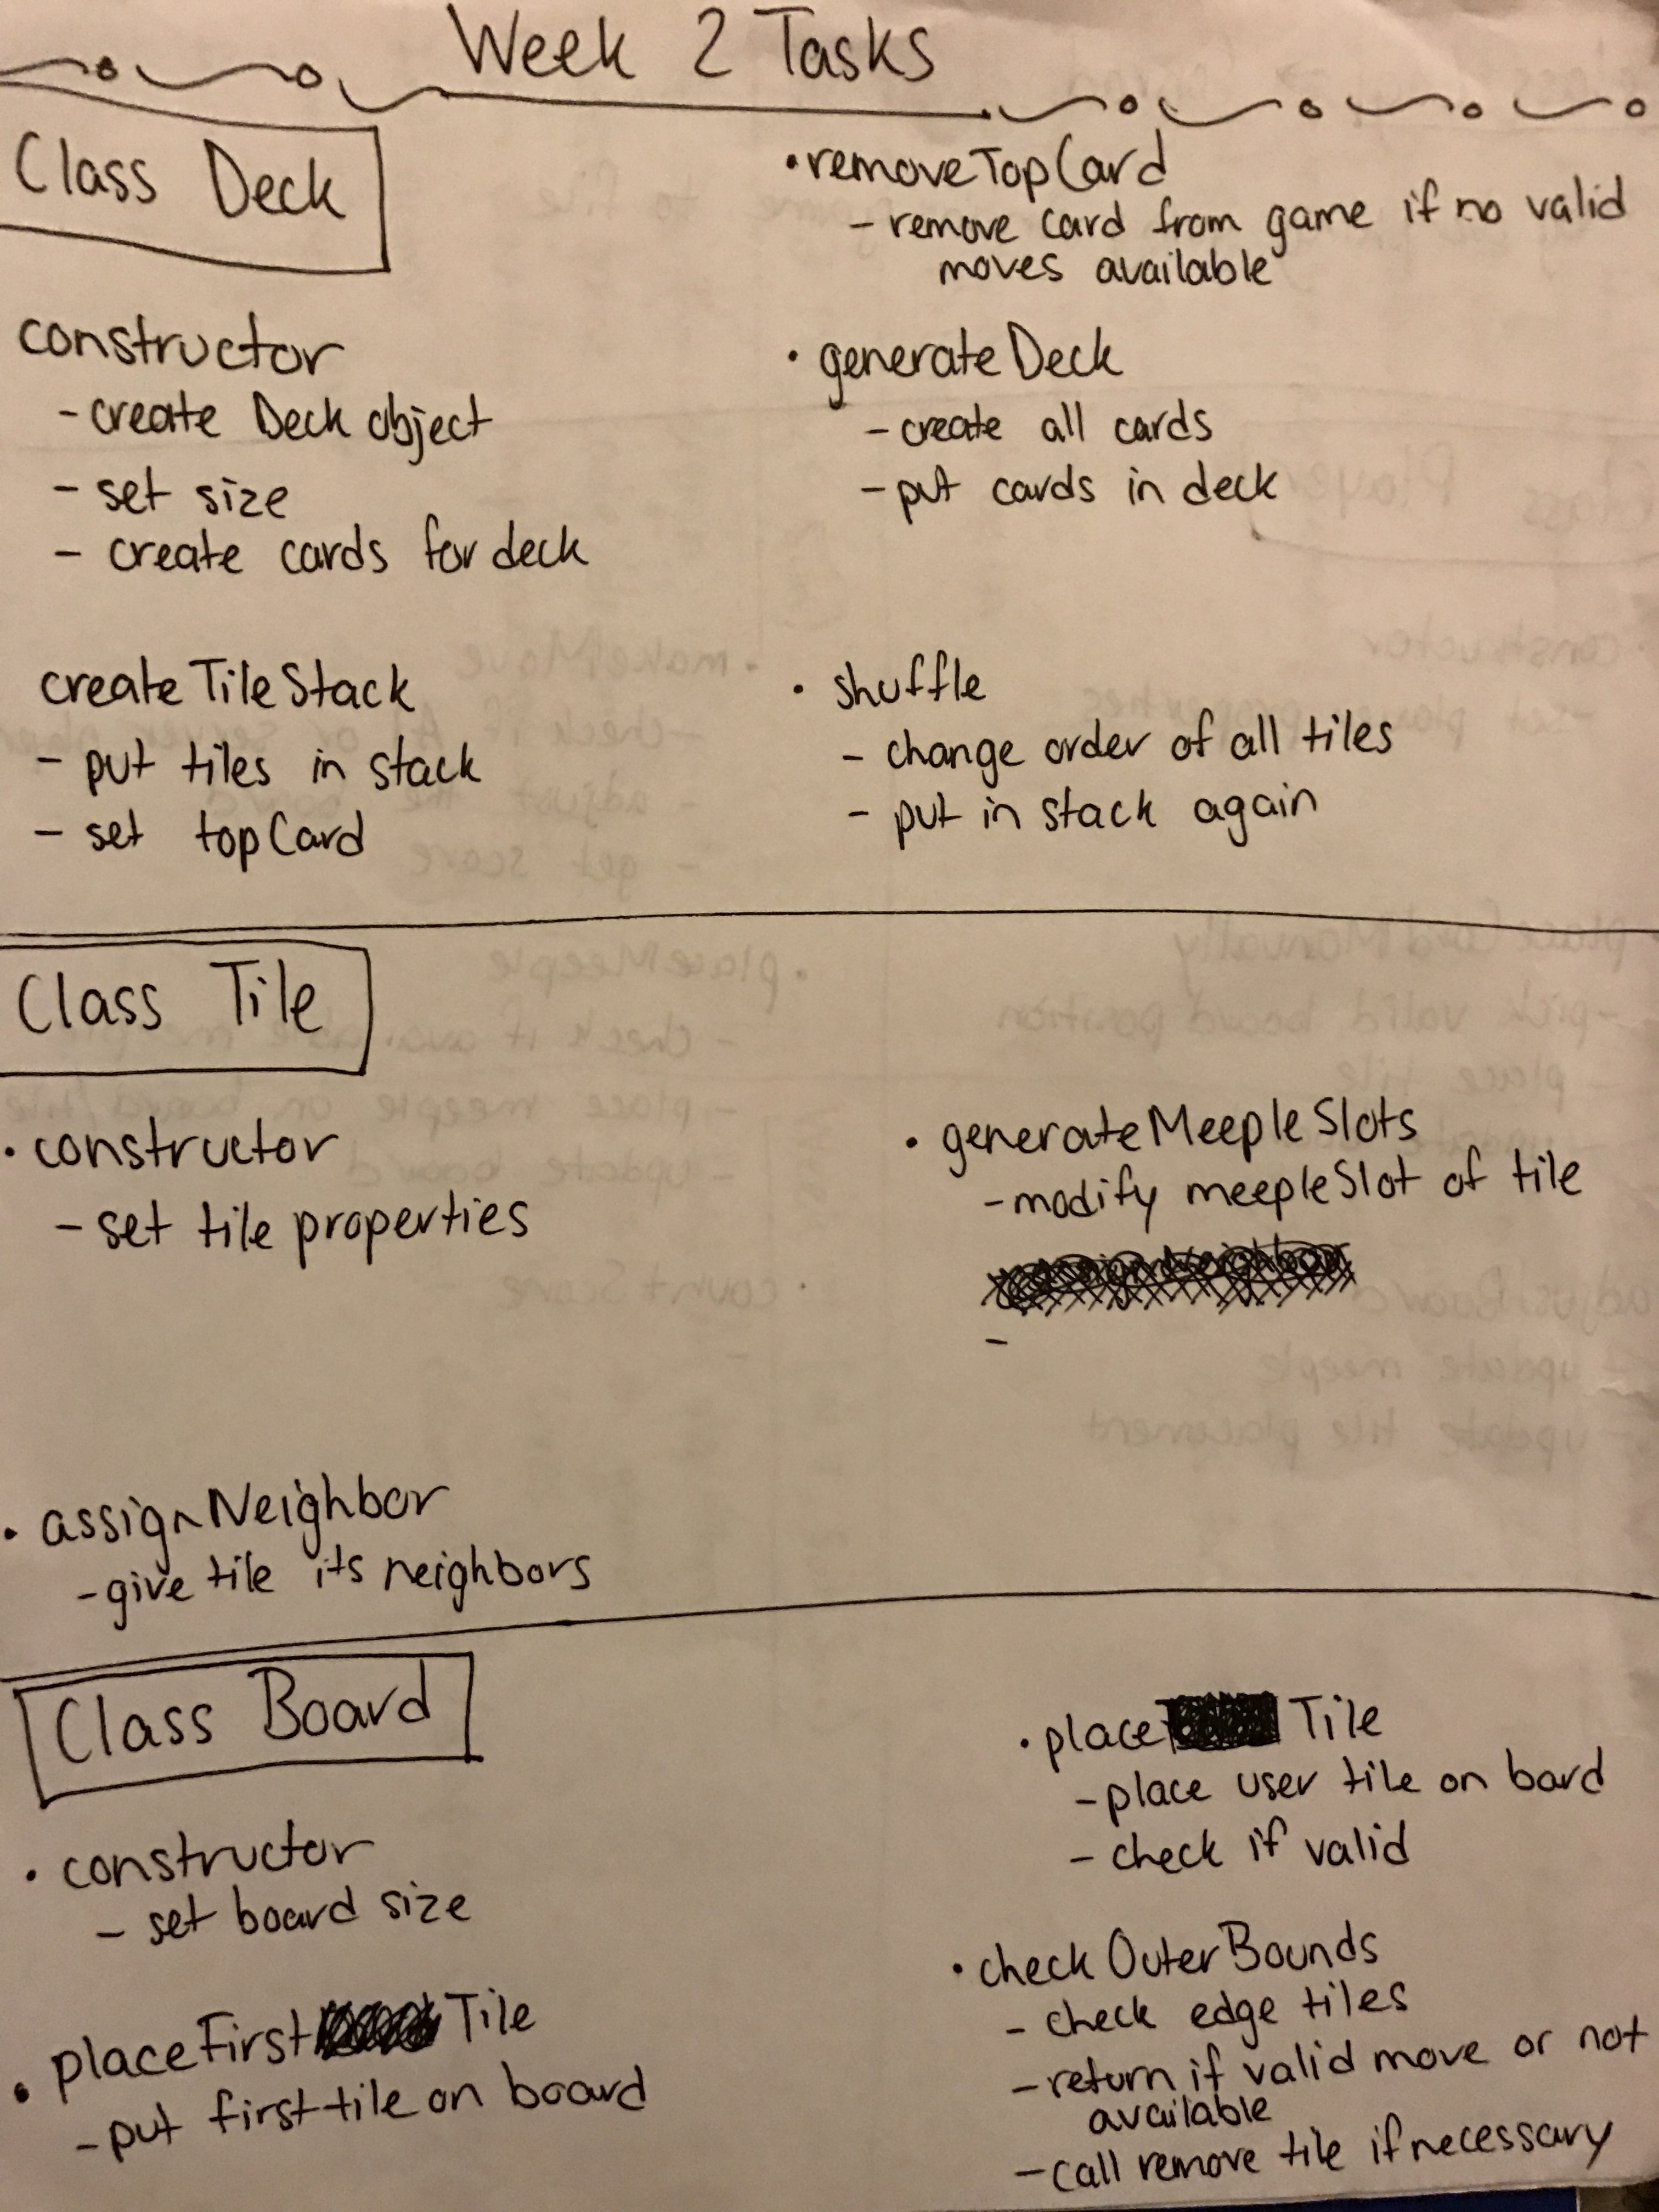 Week 2 Tasks
Class Deck
constructor
- create Deck object
- set size
- create cards for deck
createTileStack
- put tiles in stack
- set topCard
• removeTopCard
- remove card from game if no valid
moves available
• generateDeck
- create all cards
- put cards in deck
• shuffle
- change order of all tiles
- put in stack again
Class Tile
• constructor
- set tile properties
• assignNeighbor
- give tile its neighbors
• generateMeepleSlots
- modify meepleSlot of tile
-
Class Board
• constructor
- set board size
• placeFirst Tile
- put first tile on board
• place Tile
- place user tile on bard
- check if valid
• checkOuterBounds
- check edge tiles
- return if valid move or not
available
- call remove tile if necessary